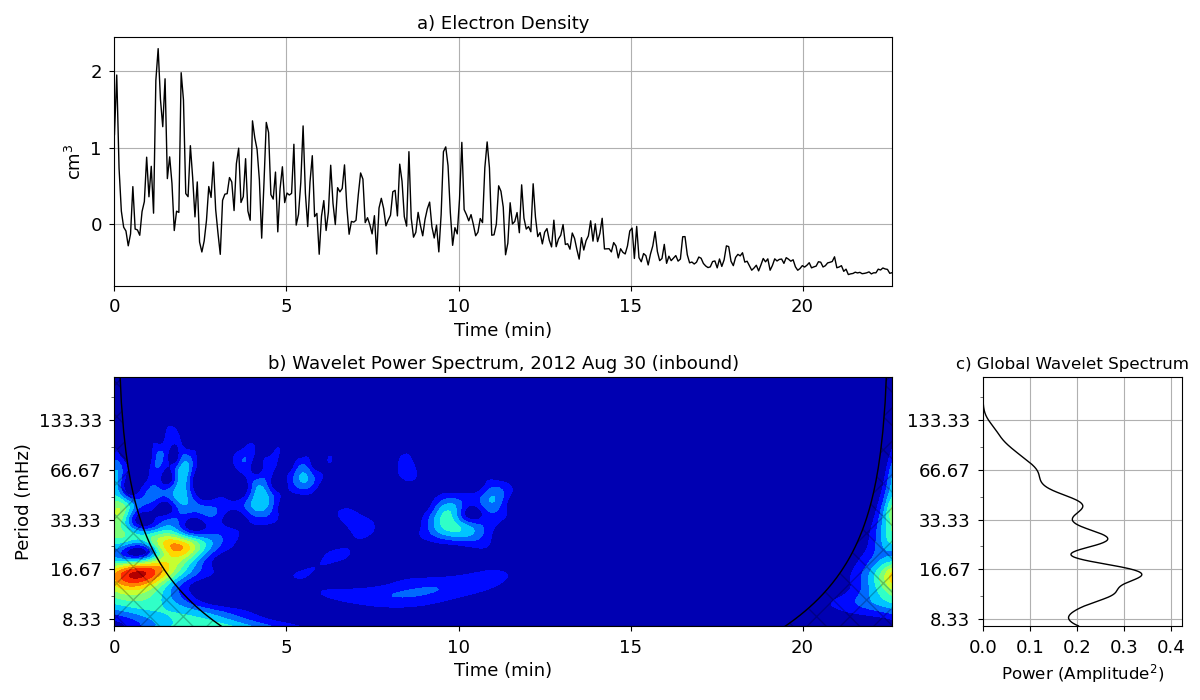 a) Electron Density
2
1
0
cm³
0 5 10 15 20
Time (min)
b) Wavelet Power Spectrum, 2012 Aug 30 (inbound)
133.33
66.67
33.33
16.67
8.33
Period (mHz)
0 5 10 15 20
Time (min)
c) Global Wavelet Spectrum
133.33
66.67
33.33
16.67
8.33
0.0 0.1 0.2 0.3 0.4
Power (Amplitude²)